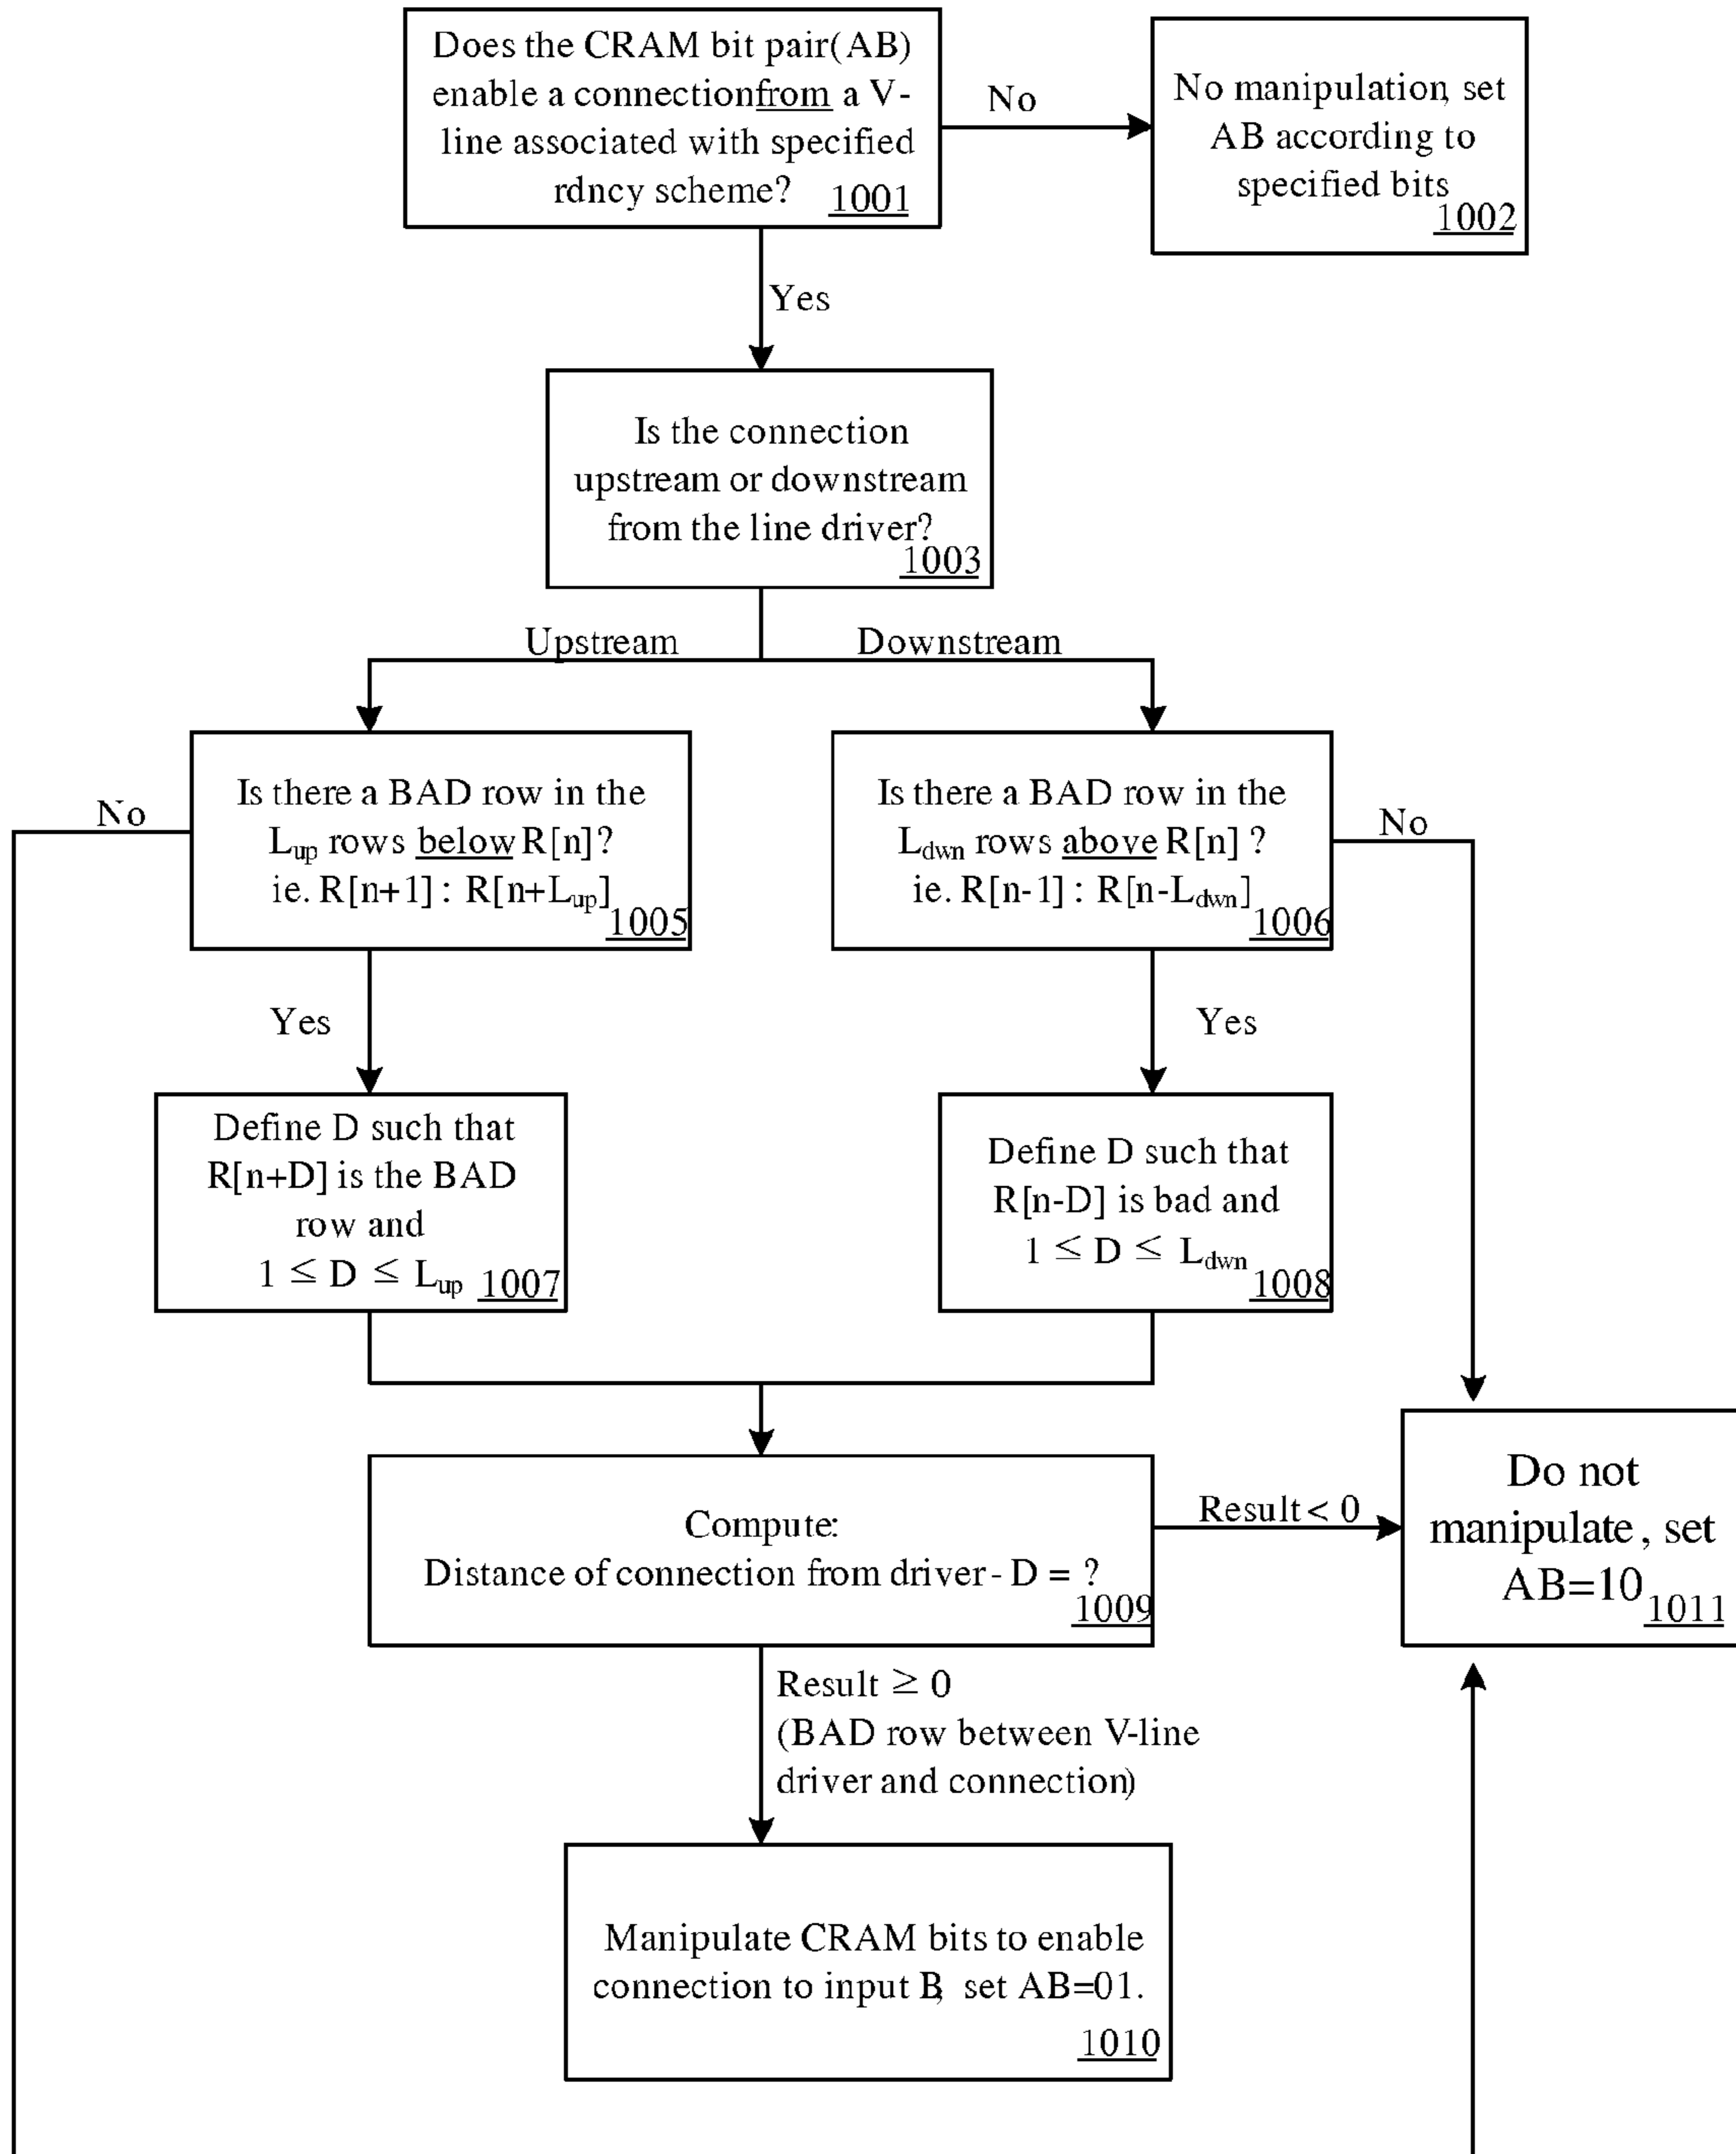 Does the CRAM bit pair(AB)
enable a connectionfrom a V-
line associated with specified
rdncy scheme?
1001
No
No manipulation, set
AB according to
specified bits
1002
Yes
Is the connection
upstream or downstream
from the line driver?
1003
Upstream
Downstream
Is there a BAD row in the
Lup rows below R[n]?
ie. R[n+1] : R[n+Lup]
1005
No
Is there a BAD row in the
Ldwn rows above R[n] ?
ie. R[n-1] : R[n-Ldwn]
1006
No
Yes
Yes
Define D such that
R[n+D] is the BAD
row and
1 ≤ D ≤ Lup
1007
Define D such that
R[n-D] is bad and
1 ≤ D ≤ Ldwn
1008
Compute:
Distance of connection from driver - D = ?
1009
Result < 0
Do not
manipulate, set
AB=10
1011
Result ≥ 0
(BAD row between V-line
driver and connection)
Manipulate CRAM bits to enable
connection to input B, set AB=01.
1010